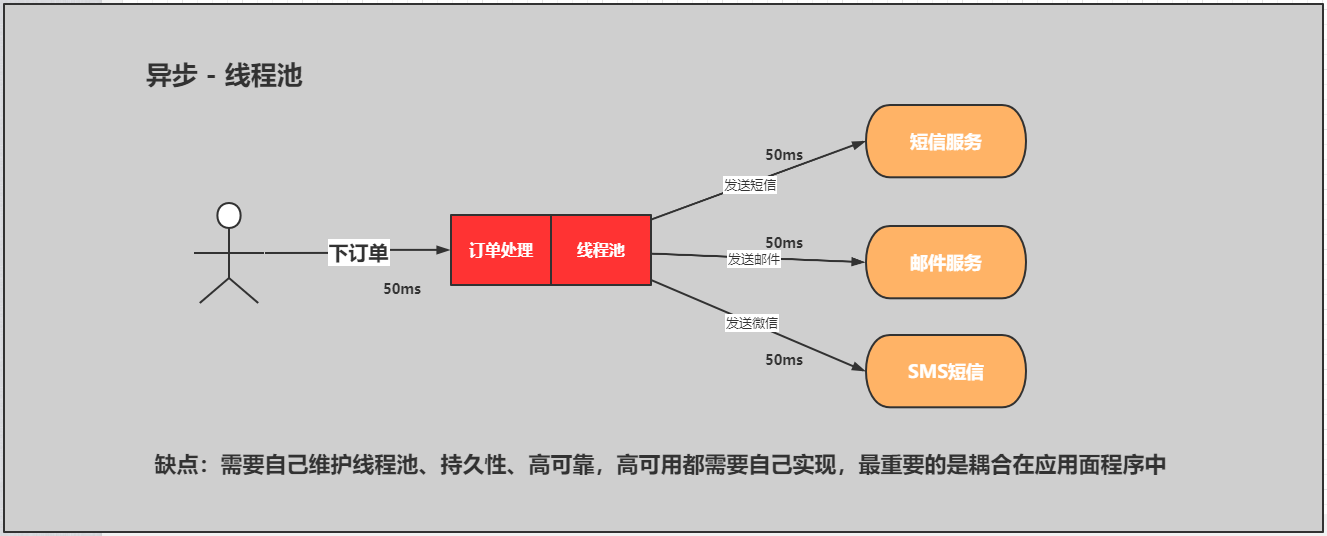 异步 - 线程池
50ms
短信服务
发送短信
下订单
50ms
订单处理
线程池
50ms
发送邮件
邮件服务
发送微信
50ms
SMS短信
缺点：需要自己维护线程池、持久性、高可靠，高可用都需要自己实现，最重要的是耦合在应用面程序中